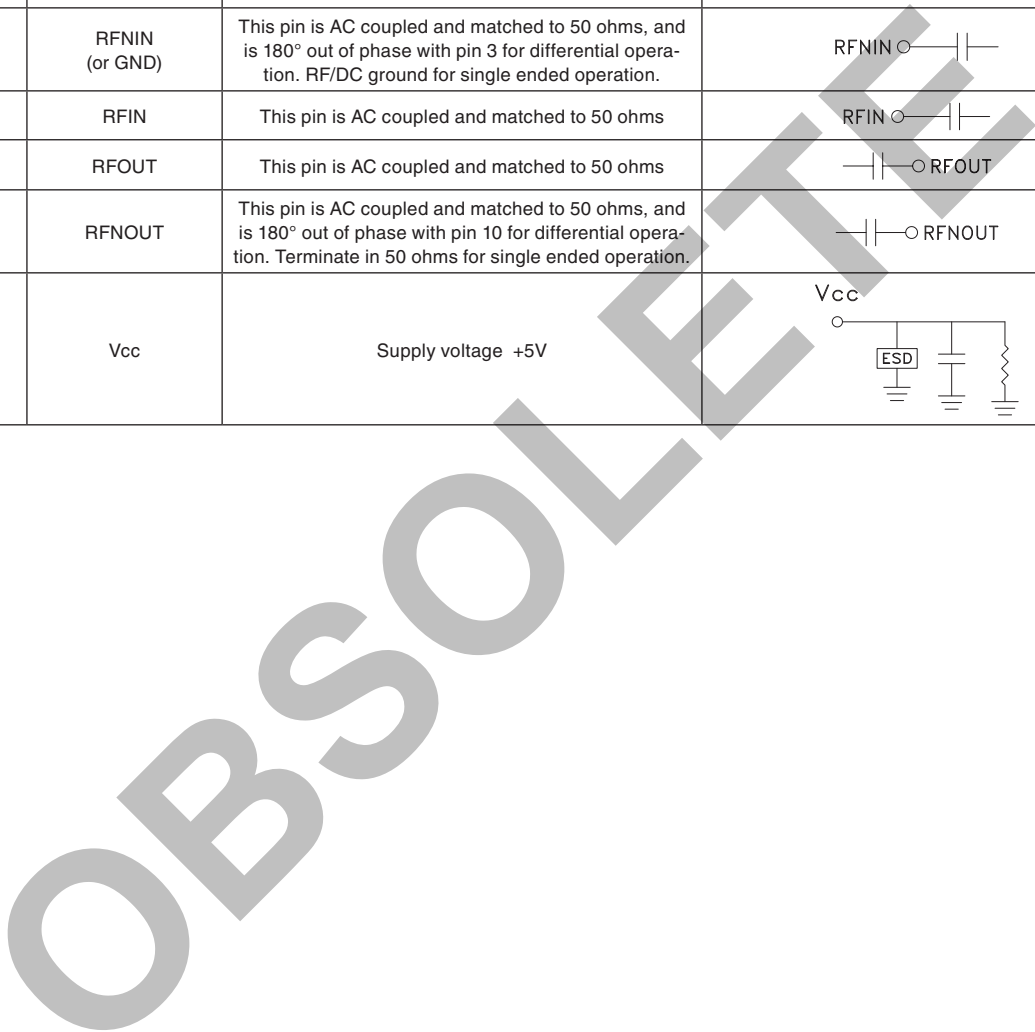 RFNIN
(or GND)
This pin is AC coupled and matched to 50 ohms, and
is 180° out of phase with pin 3 for differential opera-
tion. RF/DC ground for single ended operation.
RFNIN
RFIN
This pin is AC coupled and matched to 50 ohms
RFIN
RFOUT
This pin is AC coupled and matched to 50 ohms
RFOUT
RFNOUT
This pin is AC coupled and matched to 50 ohms, and
is 180° out of phase with pin 10 for differential opera-
tion. Terminate in 50 ohms for single ended operation.
RFNOUT
Vcc
Supply voltage +5V
Vcc
ESD
OBSOLETE